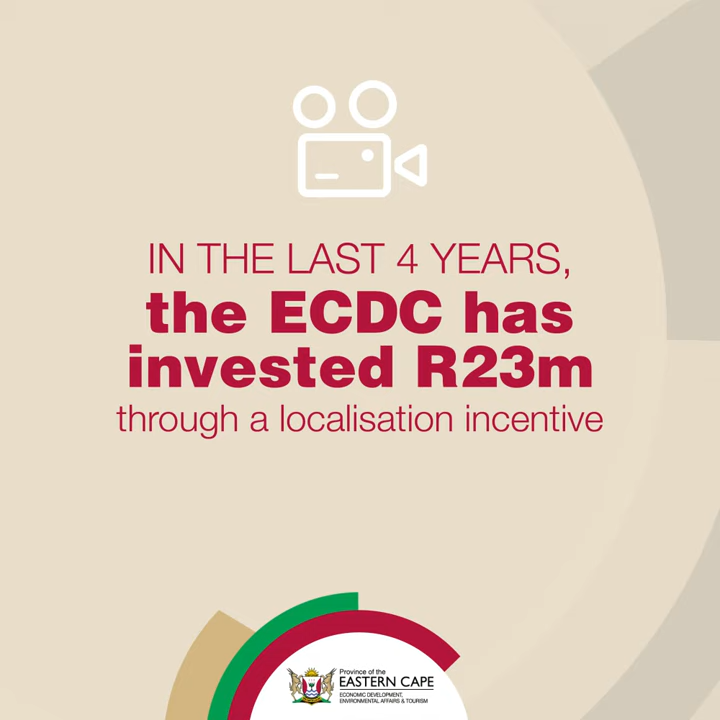 IN THE LAST 4 YEARS,
the ECDC has
invested R23m
through a localisation incentive
Province of the
EASTERN CAPE
ECONOMIC DEVELOPMENT,
ENVIRONMENTAL AFFAIRS & TOURISM